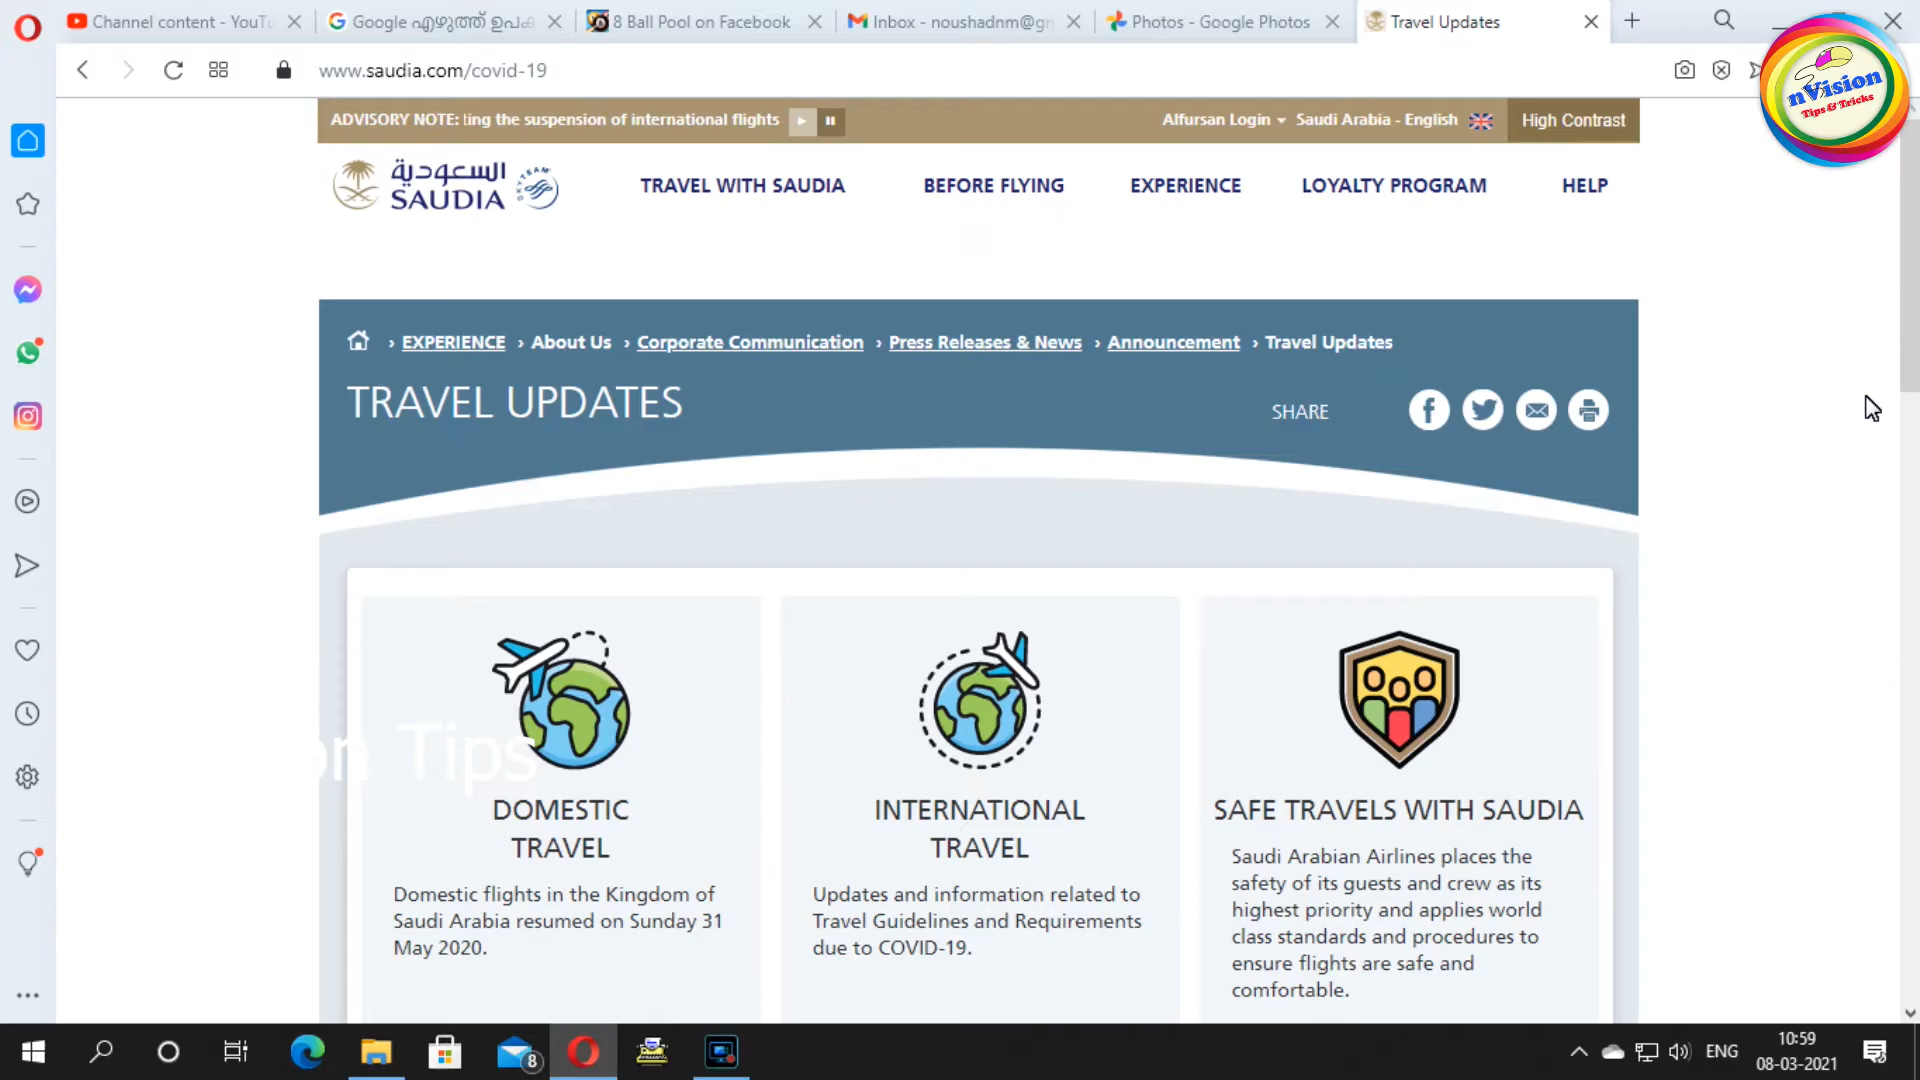 Channel content - YouTu
Google എഴുത്ത് ഉപക
8 Ball Pool on Facebook
Inbox - noushadnm@gm
Photos - Google Photos
Travel Updates
www.saudia.com/covid-19
nVision
Tips & Tricks
ADVISORY NOTE: ting the suspension of international flights
Alfursan Login
Saudi Arabia - English
High Contrast
السعودية
SAUDIA
SKYTEAM
TRAVEL WITH SAUDIA
BEFORE FLYING
EXPERIENCE
LOYALTY PROGRAM
HELP
› EXPERIENCE › About Us › Corporate Communication › Press Releases & News › Announcement › Travel Updates
TRAVEL UPDATES
SHARE
on Tips
DOMESTIC
TRAVEL
Domestic flights in the Kingdom of
Saudi Arabia resumed on Sunday 31
May 2020.
INTERNATIONAL
TRAVEL
Updates and information related to
Travel Guidelines and Requirements
due to COVID-19.
SAFE TRAVELS WITH SAUDIA
Saudi Arabian Airlines places the
safety of its guests and crew as its
highest priority and applies world
class standards and procedures to
ensure flights are safe and
comfortable.
8
ENG
10:59
08-03-2021